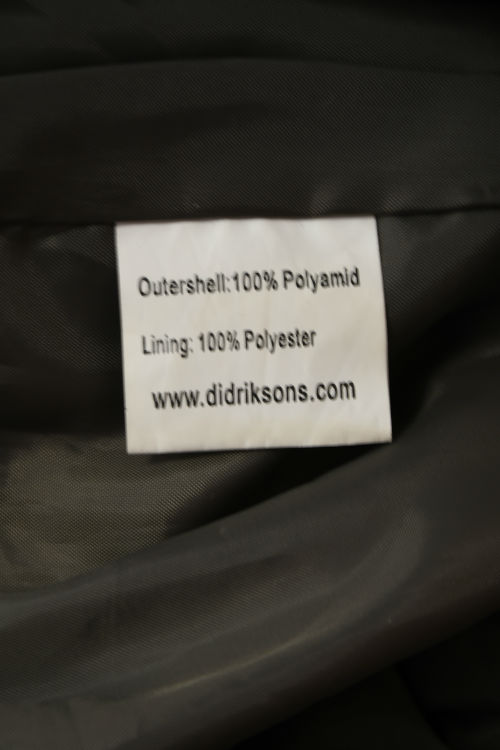 Outershell:100% Polyamid
Lining: 100% Polyester
www.didriksons.com